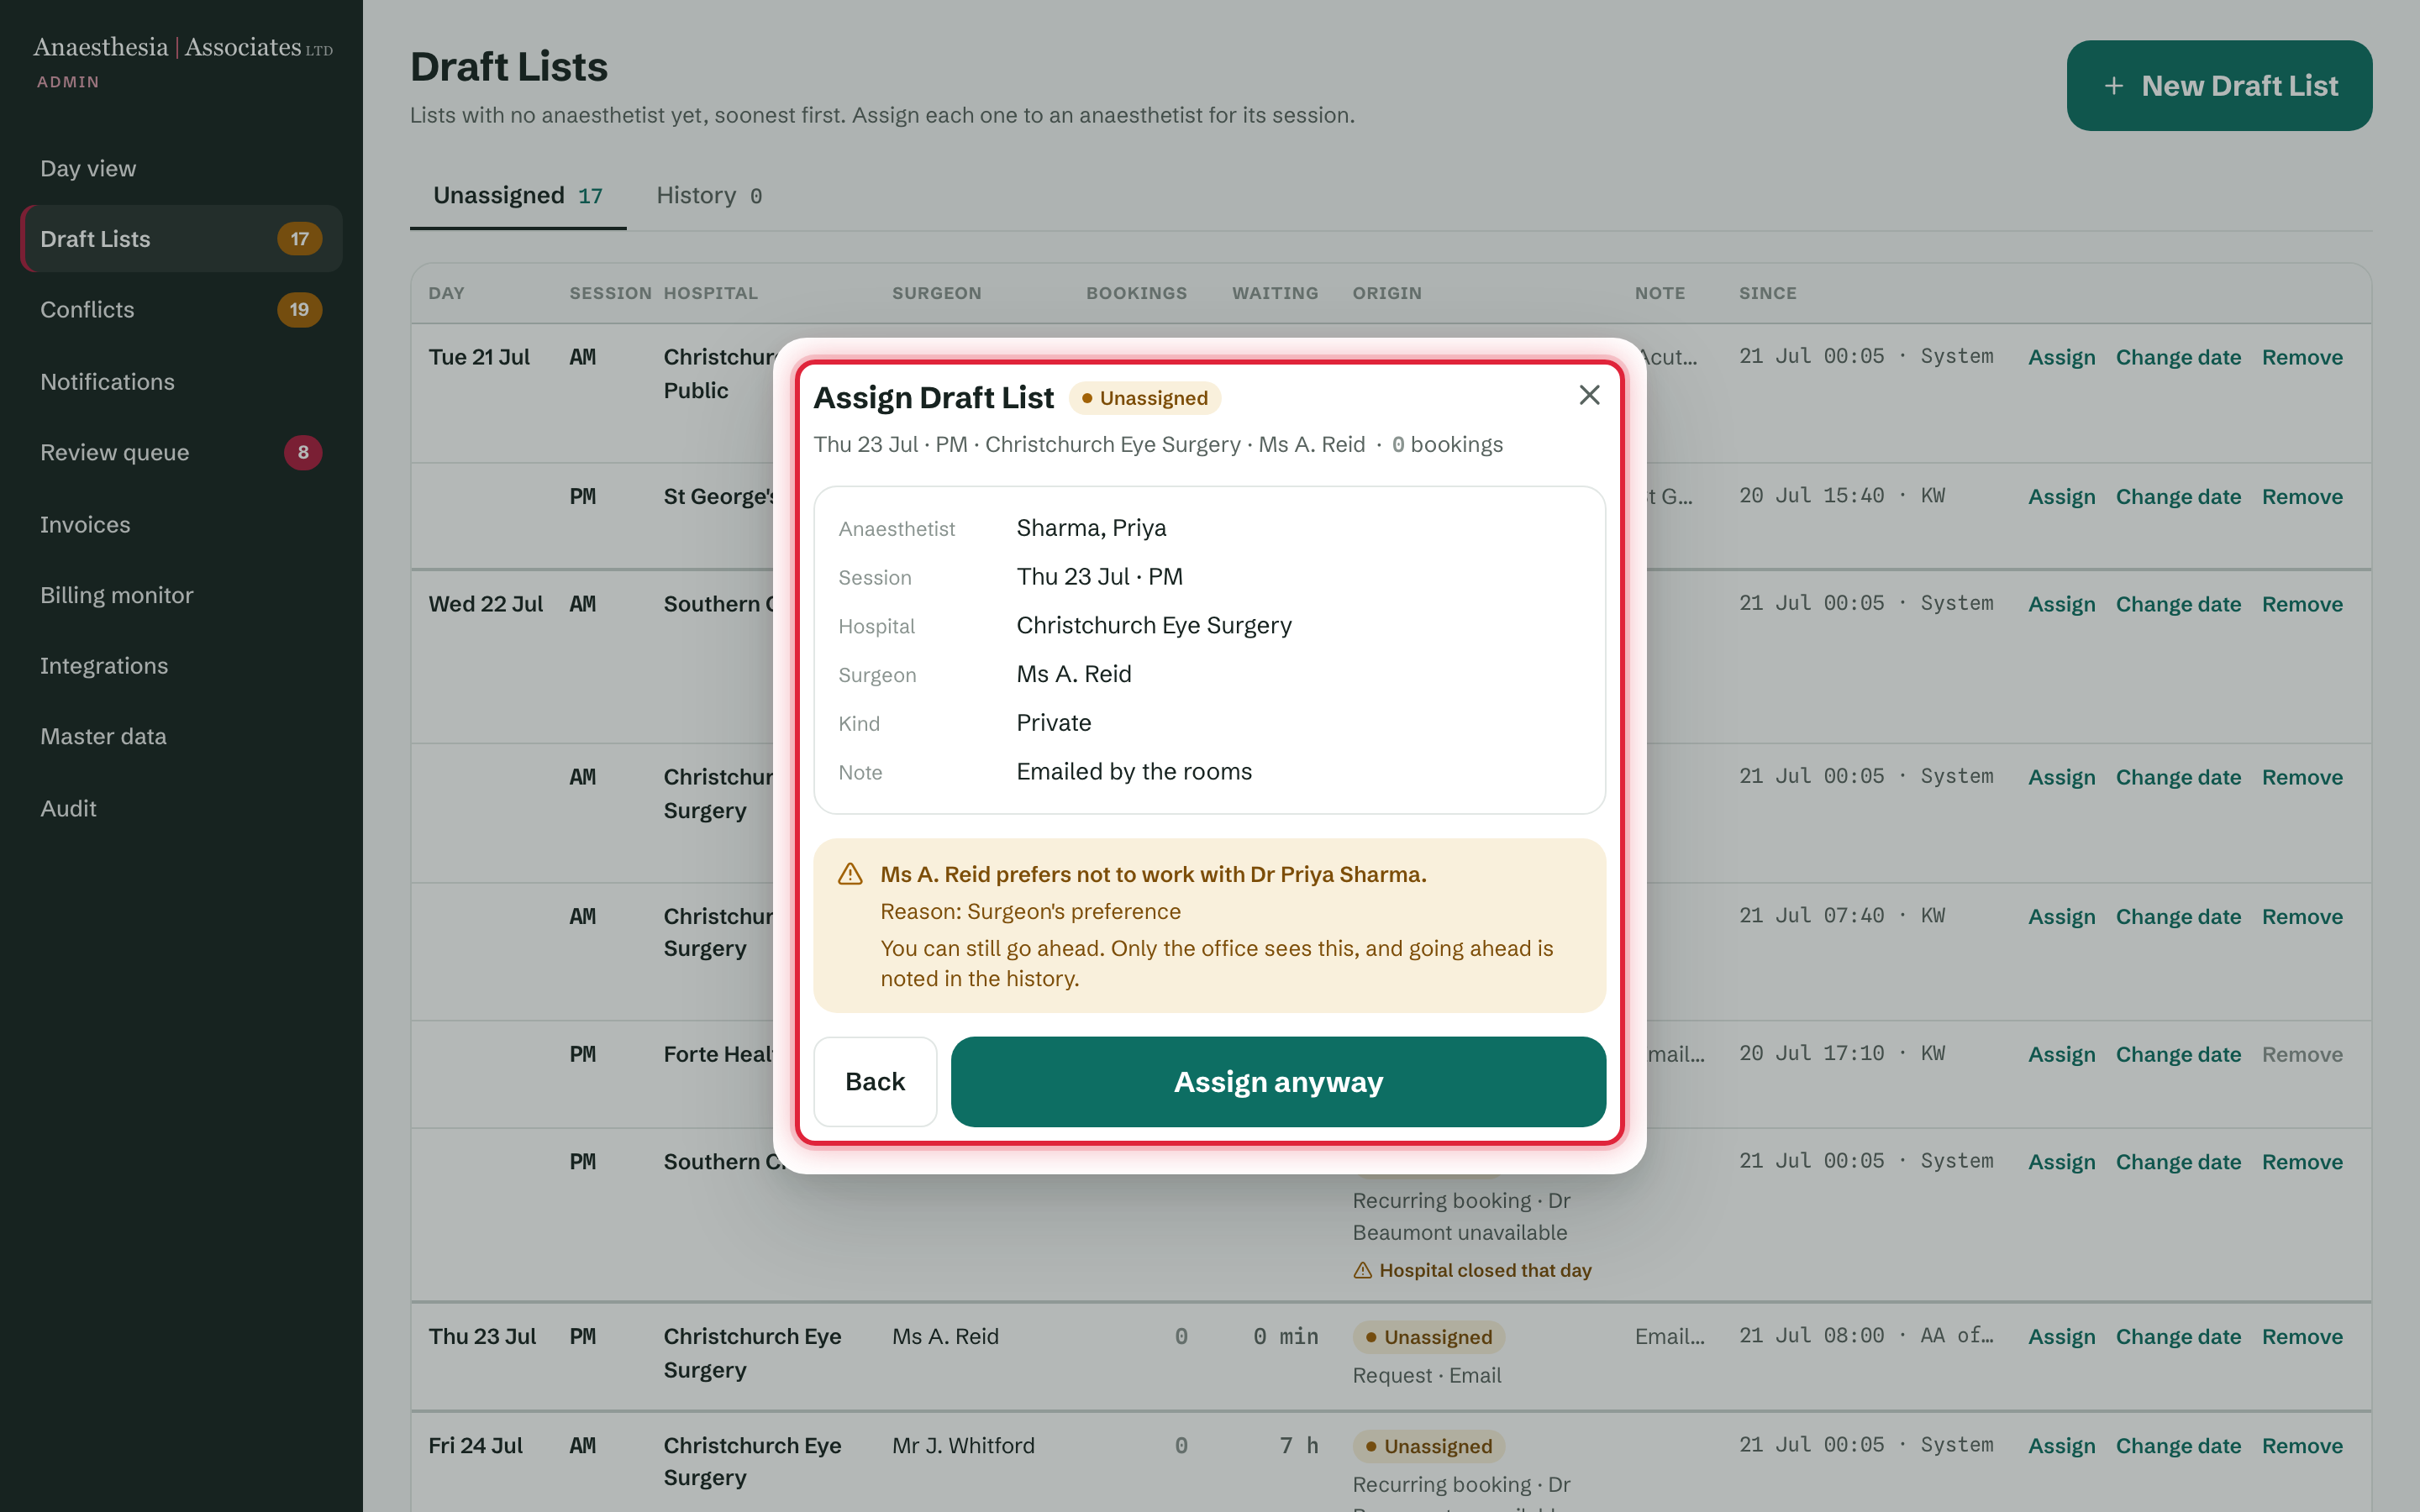 Anaesthesia | Associates LTD
ADMIN
Day view
Draft Lists 17
Conflicts 19
Notifications
Review queue 8
Invoices
Billing monitor
Integrations
Master data
Audit
Draft Lists
Lists with no anaesthetist yet, soonest first. Assign each one to an anaesthetist for its session.
+ New Draft List
Unassigned 17 History 0
DAY SESSION HOSPITAL SURGEON BOOKINGS WAITING ORIGIN NOTE SINCE
Tue 21 Jul AM 21 Jul 00:05 · System Assign Change date Remove
Public
PM St George's 20 Jul 15:40 · KW Assign Change date Remove
Wed 22 Jul AM Southern 21 Jul 00:05 · System Assign Change date Remove
AM 21 Jul 00:05 · System Assign Change date Remove
Surgery
AM 21 Jul 07:40 · KW Assign Change date Remove
Surgery
PM Forte 20 Jul 17:10 · KW Assign Change date Remove
PM Southern 21 Jul 00:05 · System Assign Change date Remove
Recurring booking · Dr
Beaumont unavailable
Hospital closed that day
Thu 23 Jul PM Christchurch Eye Ms A. Reid 0 0 min Unassigned Email... 21 Jul 08:00 · AA of... Assign Change date Remove
Surgery Request · Email
Fri 24 Jul AM Christchurch Eye Mr J. Whitford 0 7 h Unassigned 21 Jul 00:05 · System Assign Change date Remove
Surgery Recurring booking · Dr
Assign Draft List Unassigned
Thu 23 Jul · PM · Christchurch Eye Surgery · Ms A. Reid · 0 bookings
Anaesthetist Sharma, Priya
Session Thu 23 Jul · PM
Hospital Christchurch Eye Surgery
Surgeon Ms A. Reid
Kind Private
Note Emailed by the rooms
Ms A. Reid prefers not to work with Dr Priya Sharma.
Reason: Surgeon's preference
You can still go ahead. Only the office sees this, and going ahead is
noted in the history.
Back Assign anyway